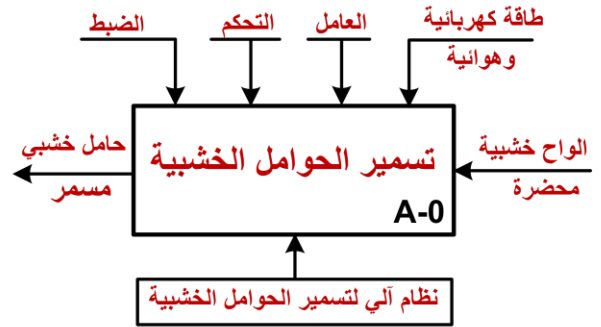 طاقة كهربائية
وهوائية
العامل
التحكم
الضبط
الواح خشبية
محضرة
تسمير الحوامل الخشبية
A-0
حامل خشبي
مسمر
نظام آلي لتسمير الحوامل الخشبية